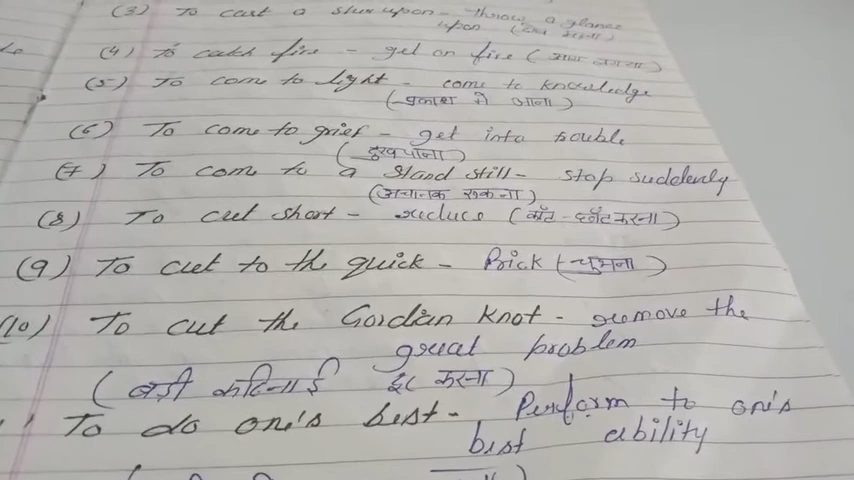 (3) To cast a slur upon - throw a glance
upon
(4) To catch fire - get on fire (आग लगना)
(5) To come to light - come to knowledge
(प्रकाश में आना)
(6) To come to grief - get into trouble
(दुख पाना)
(7) To come to a stand still - stop suddenly
(अचानक रुकना)
(8) To cut short - reduce (काँट - छाँट करना)
(9) To cut to the quick - Prick (चुभना)
(10) To cut the Gordian Knot - remove the
great problem
(बड़ी कठिनाई दूर करना)
To do one's best - Perform to one's
best ability